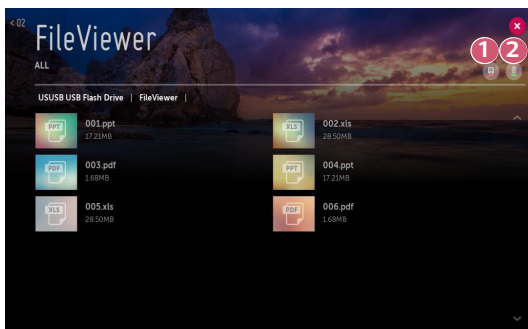 < 02
FileViewer
ALL
1 2
USUSB USB Flash Drive | FileViewer |
PPT 001.ppt
17.21MB
XLS 002.xls
28.50MB
PDF 003.pdf
1.68MB
PPT 004.ppt
17.21MB
XLS 005.xls
28.50MB
PDF 006.pdf
1.68MB